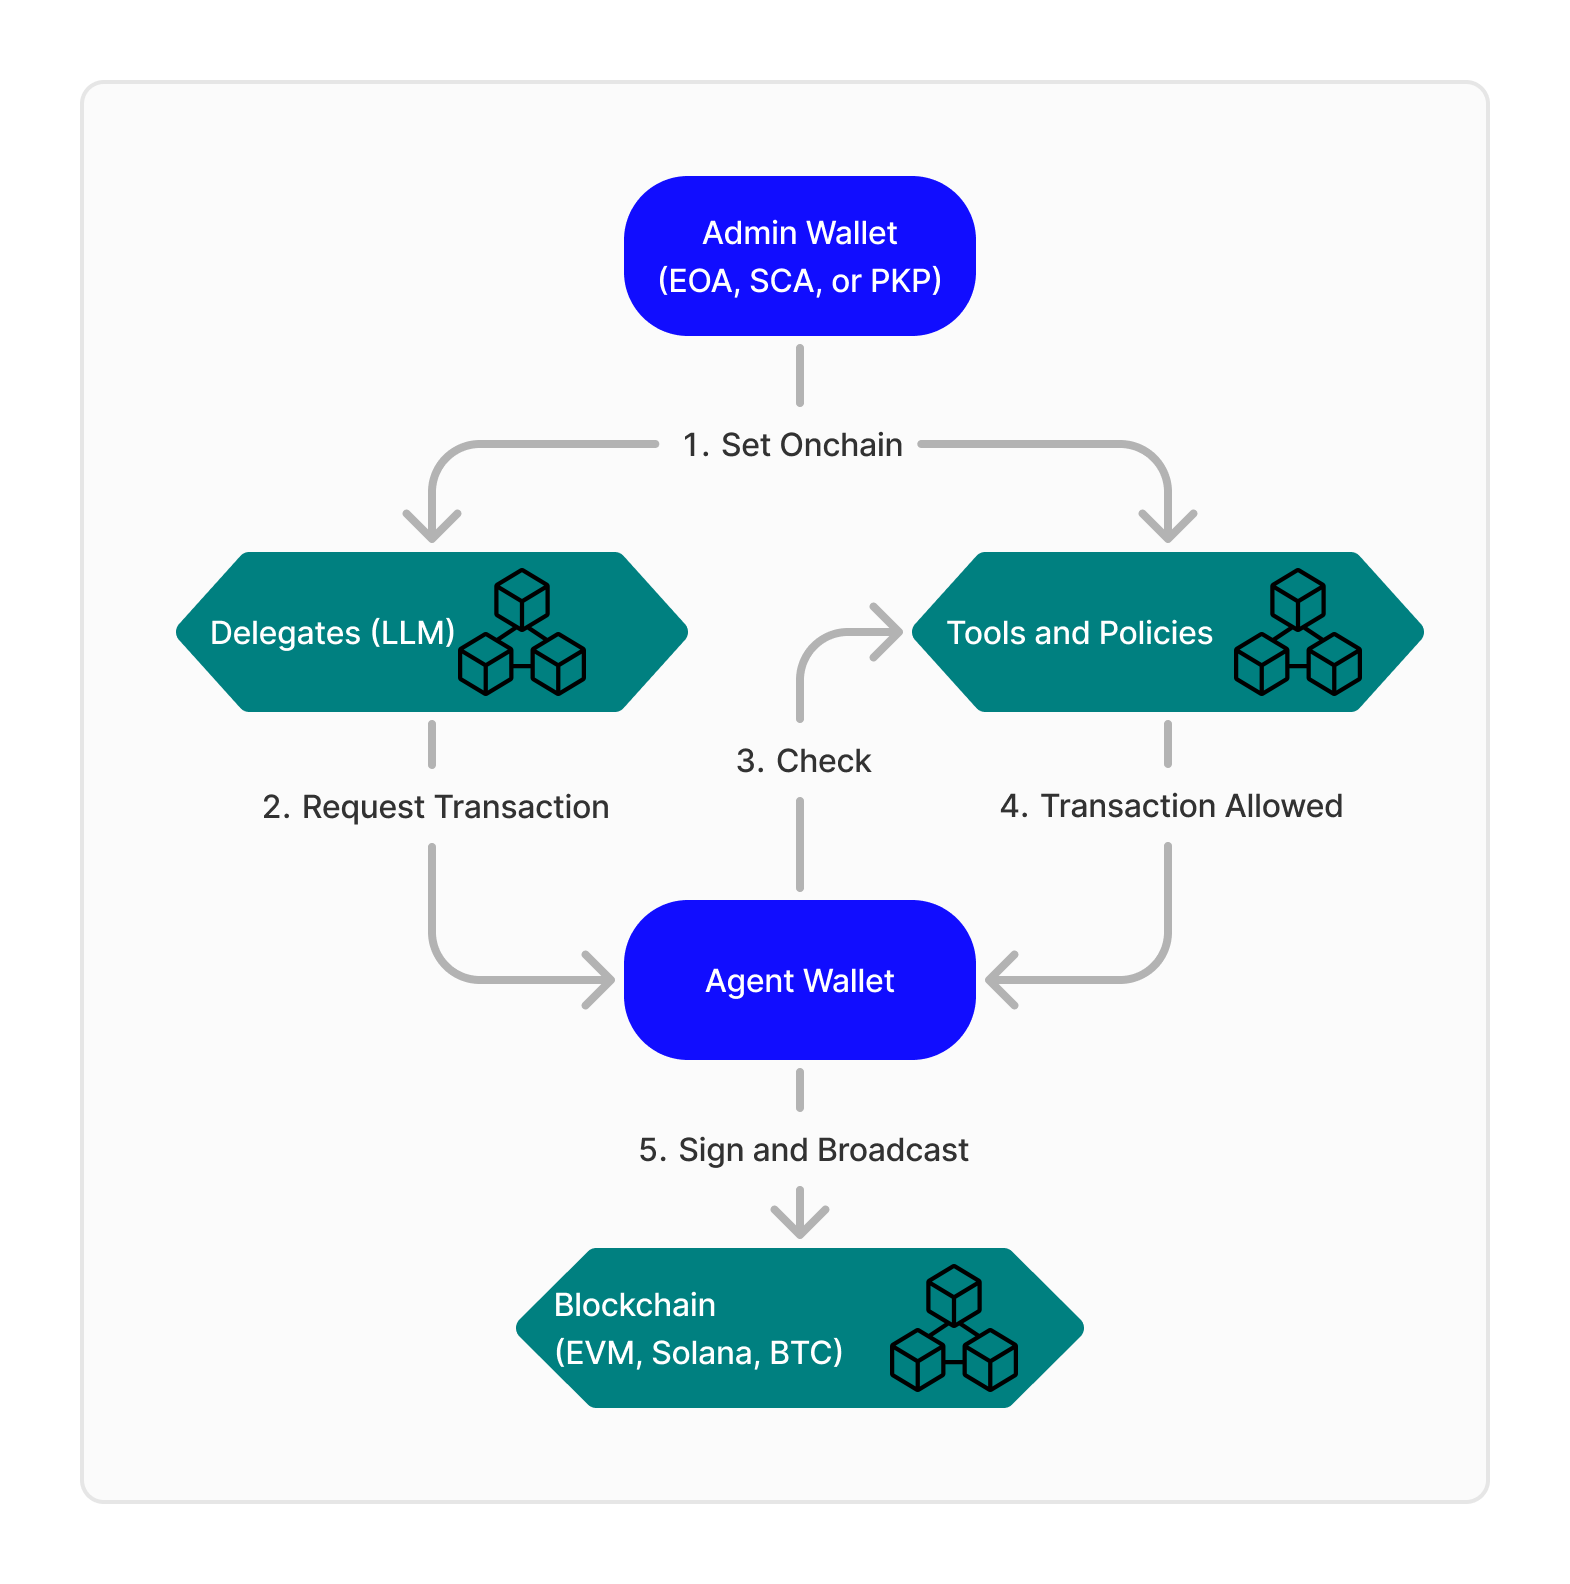 Admin Wallet
(EOA, SCA, or PKP)
1. Set Onchain
Delegates (LLM)
Tools and Policies
3. Check
2. Request Transaction
4. Transaction Allowed
Agent Wallet
5. Sign and Broadcast
Blockchain
(EVM, Solana, BTC)